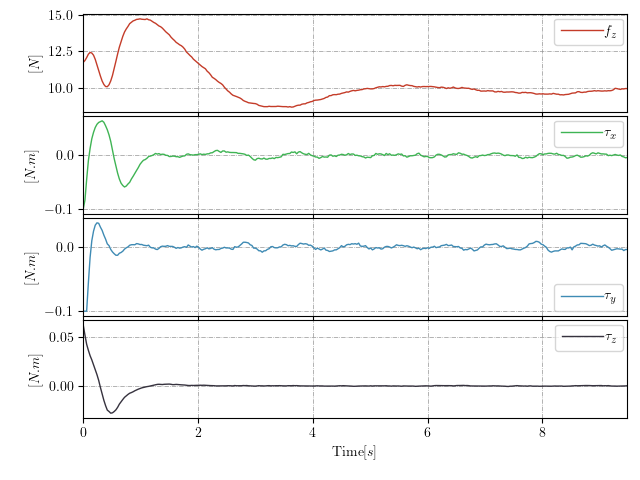 15.0
12.5
10.0
[N]
f_z
0.0
−0.1
[N.m]
τ_x
0.0
−0.1
[N.m]
τ_y
0.05
0.00
[N.m]
τ_z
0 2 4 6 8
Time[s]